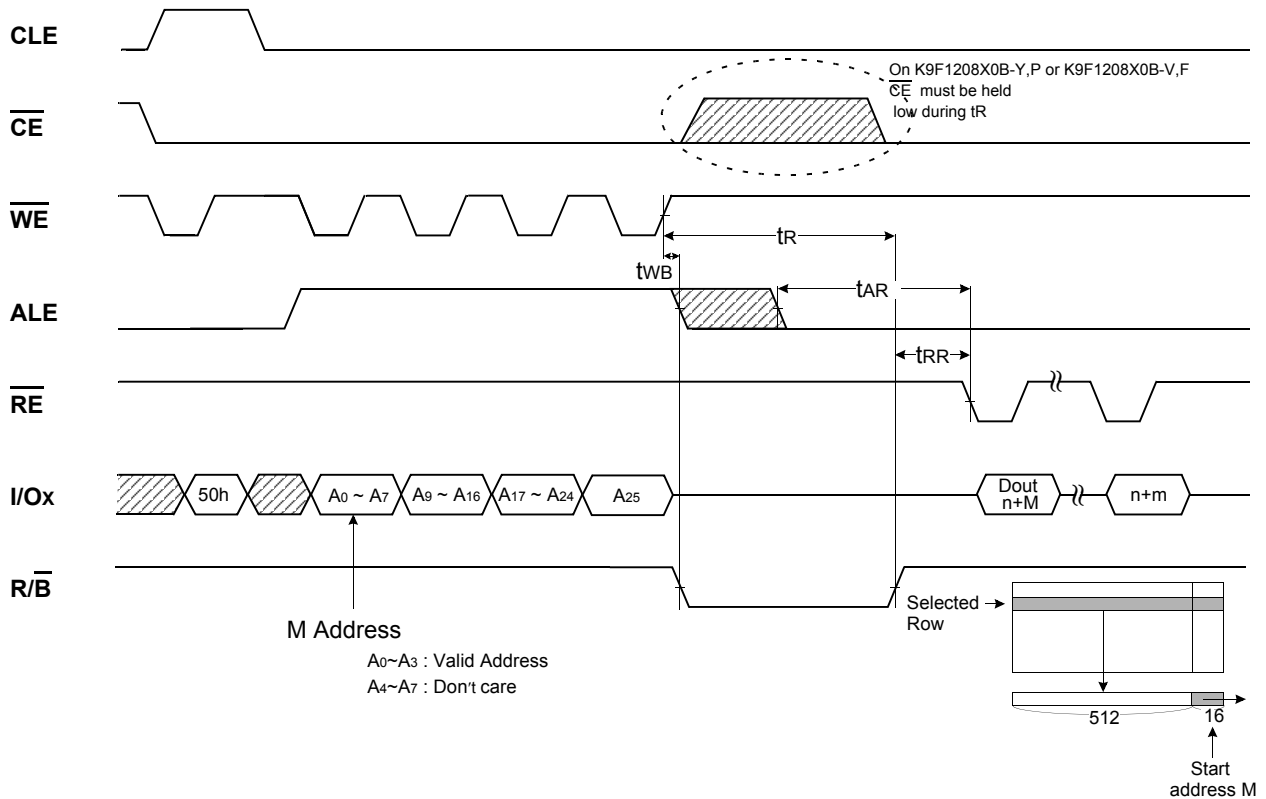 CLE
On K9F1208X0B-Y,P or K9F1208X0B-V,F
CE must be held
low during tR
CE
WE
tR
tWB
ALE
tAR
tRR
RE
I/Ox
50h
A0 ~ A7
A9 ~ A16
A17 ~ A24
A25
Dout
n+M
n+m
R/B
M Address
A0~A3 : Valid Address
A4~A7 : Don't care
Selected
Row
512
16
Start
address M